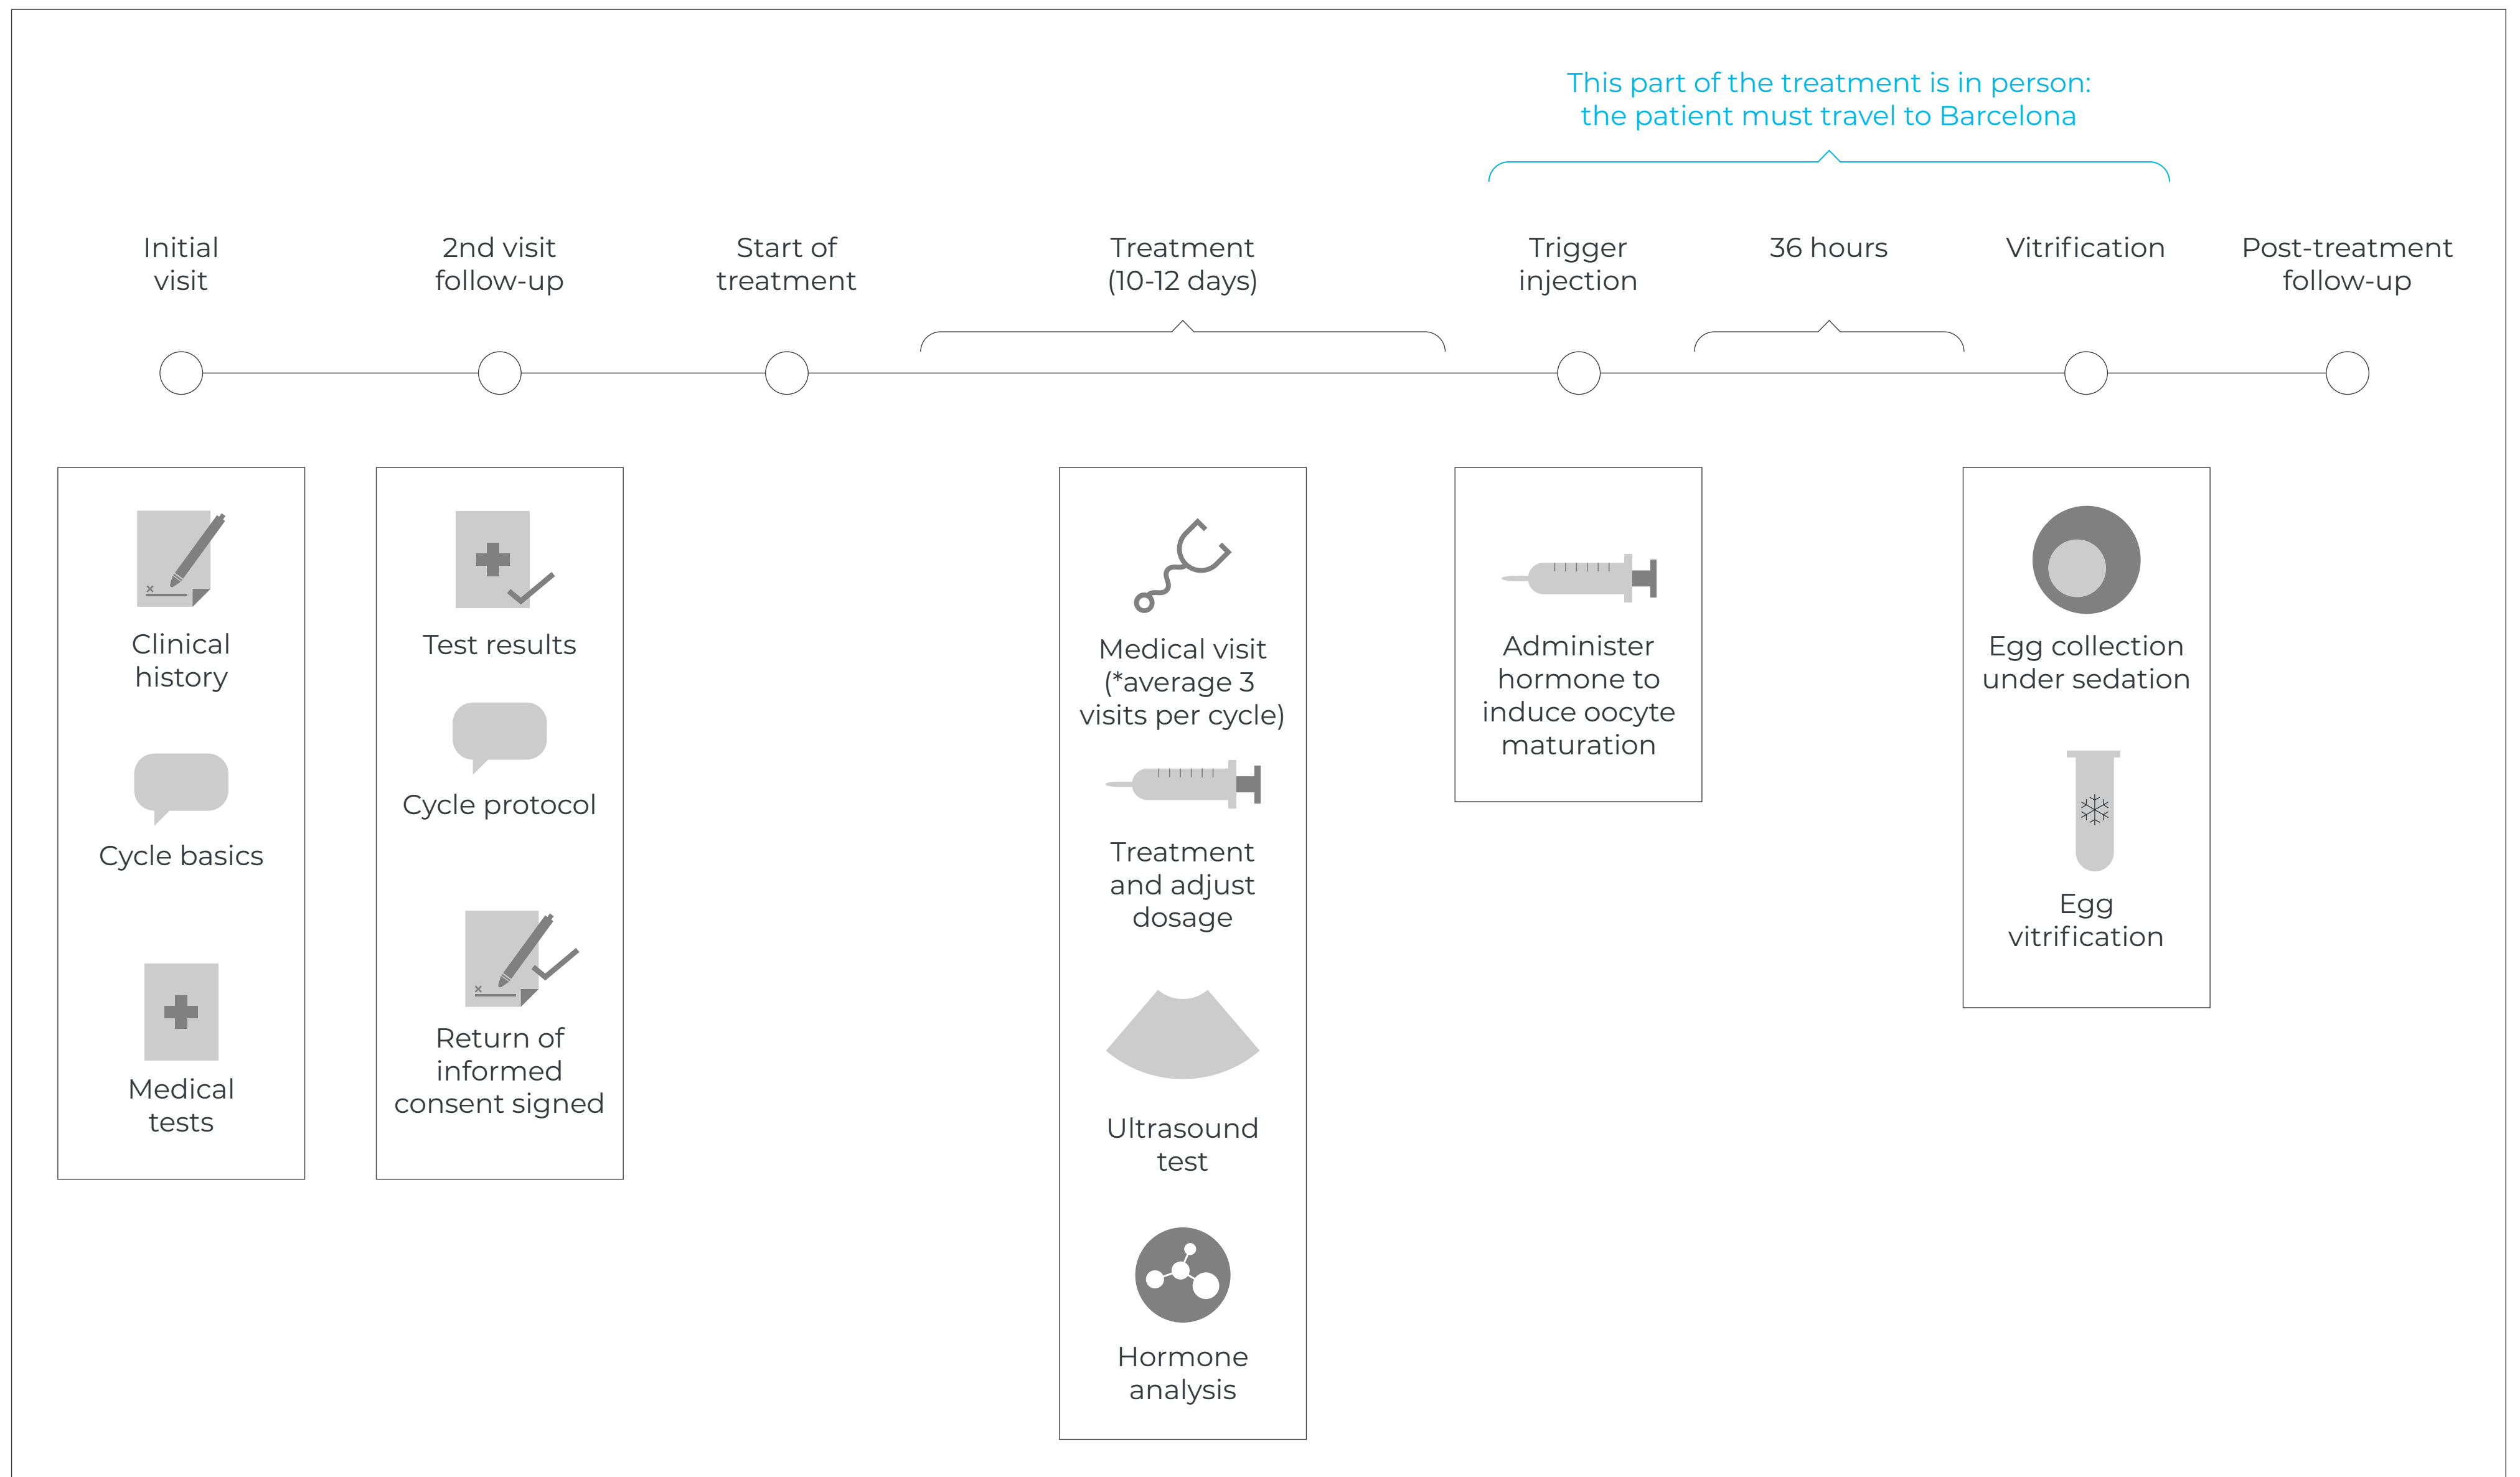 This part of the treatment is in person:
the patient must travel to Barcelona
Initial
visit
2nd visit
follow-up
Start of
treatment
Treatment
(10-12 days)
Trigger
injection
36 hours
Vitrification
Post-treatment
follow-up
Clinical
history
Cycle basics
Medical
tests
Test results
Cycle protocol
Return of
informed
consent signed
Medical visit
(*average 3
visits per cycle)
Treatment
and adjust
dosage
Ultrasound
test
Hormone
analysis
Administer
hormone to
induce oocyte
maturation
Egg collection
under sedation
Egg
vitrification